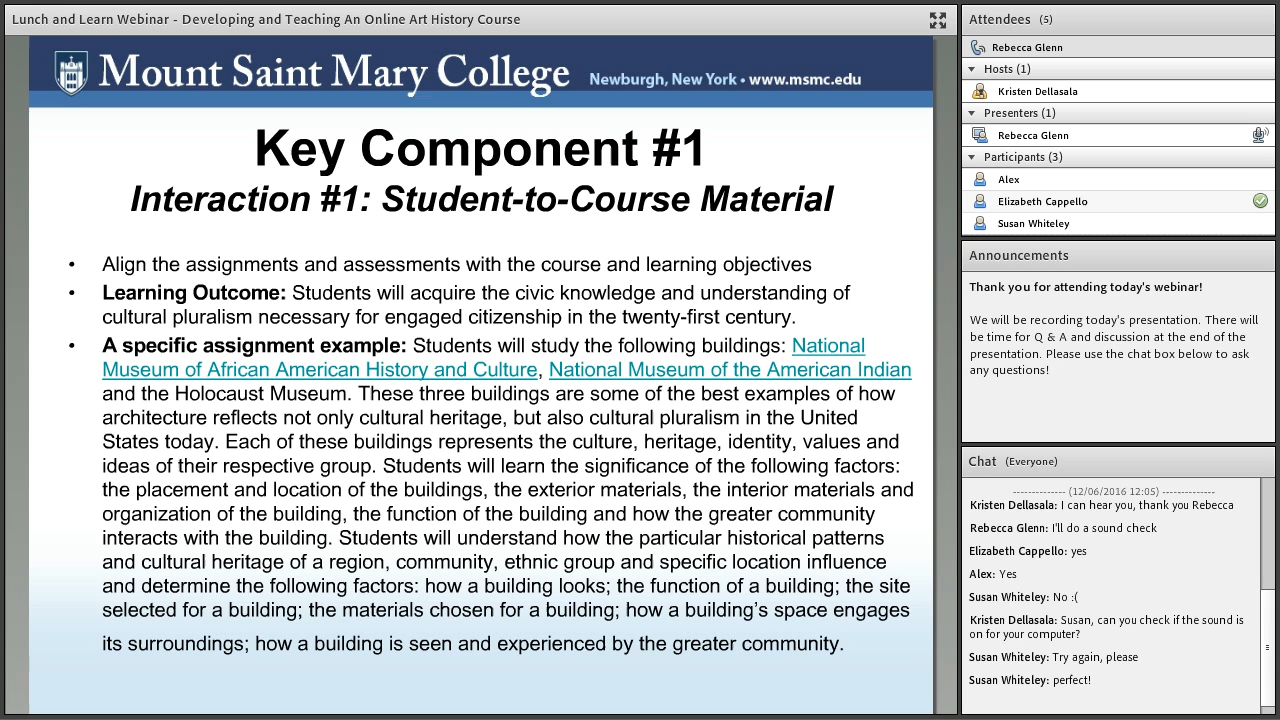 Lunch and Learn Webinar - Developing and Teaching An Online Art History Course
Mount Saint Mary College Newburgh, New York • www.msmc.edu
Key Component #1
Interaction #1: Student-to-Course Material
• Align the assignments and assessments with the course and learning objectives
• Learning Outcome: Students will acquire the civic knowledge and understanding of
cultural pluralism necessary for engaged citizenship in the twenty-first century.
• A specific assignment example: Students will study the following buildings: National
Museum of African American History and Culture, National Museum of the American Indian
and the Holocaust Museum. These three buildings are some of the best examples of how
architecture reflects not only cultural heritage, but also cultural pluralism in the United
States today. Each of these buildings represents the culture, heritage, identity, values and
ideas of their respective group. Students will learn the significance of the following factors:
the placement and location of the buildings, the exterior materials, the interior materials and
organization of the building, the function of the building and how the greater community
interacts with the building. Students will understand how the particular historical patterns
and cultural heritage of a region, community, ethnic group and specific location influence
and determine the following factors: how a building looks; the function of a building; the site
selected for a building; the materials chosen for a building; how a building’s space engages
its surroundings; how a building is seen and experienced by the greater community.
Attendees (5)
Rebecca Glenn
Hosts (1)
Kristen Dellasala
Presenters (1)
Rebecca Glenn
Participants (3)
Alex
Elizabeth Cappello
Susan Whiteley
Announcements
Thank you for attending today's webinar!
We will be recording today's presentation. There will
be time for Q & A and discussion at the end of the
presentation. Please use the chat box below to ask
any questions!
Chat (Everyone)
-------------- (12/06/2016 12:05) --------------
Kristen Dellasala: I can hear you, thank you Rebecca
Rebecca Glenn: I'll do a sound check
Elizabeth Cappello: yes
Alex: Yes
Susan Whiteley: No :(
Kristen Dellasala: Susan, can you check if the sound is
on for your computer?
Susan Whiteley: Try again, please
Susan Whiteley: perfect!